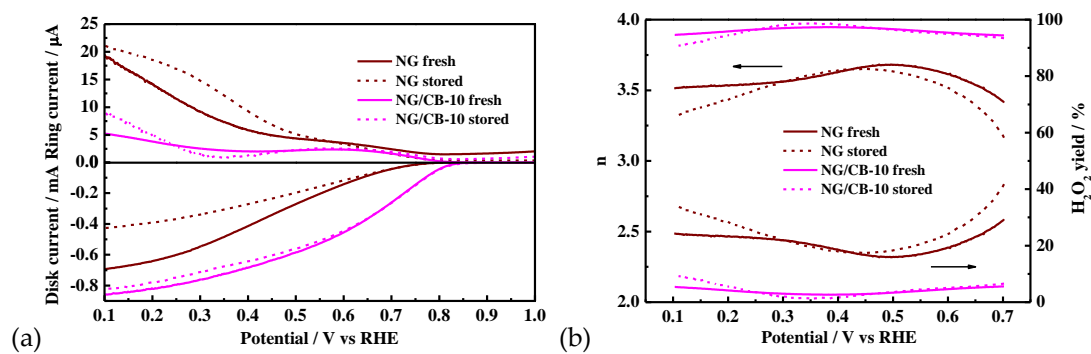 (a)
Disk current / mA Ring current / μA
25
20
15
10
5
0.0
-0.2
-0.4
-0.6
-0.8
NG fresh
NG stored
NG/CB-10 fresh
NG/CB-10 stored
0.1 0.2 0.3 0.4 0.5 0.6 0.7 0.8 0.9 1.0
Potential / V vs RHE
(b)
n
4.0
3.5
3.0
2.5
2.0
NG fresh
NG stored
NG/CB-10 fresh
NG/CB-10 stored
100
80
60
40
20
0
H2O2 yield / %
0.1 0.2 0.3 0.4 0.5 0.6 0.7
Potential / V vs RHE